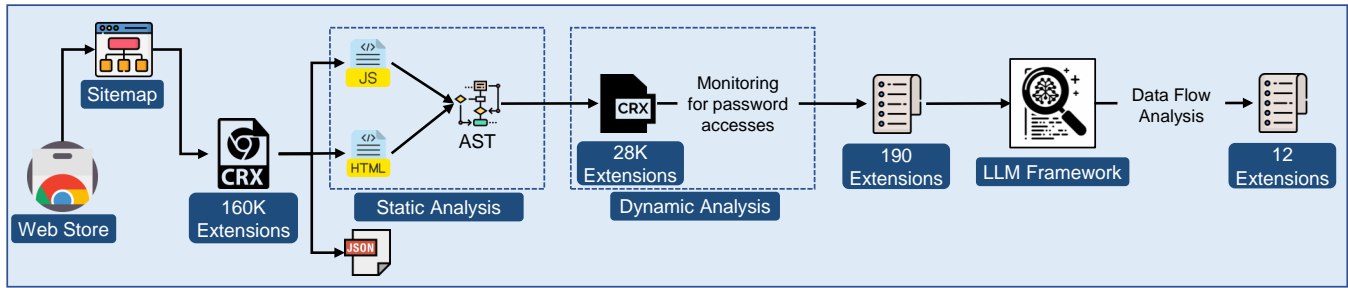 Web Store
Sitemap
CRX
160K
Extensions
</>
JS
</>
HTML
JSON
AST
Static Analysis
CRX
28K
Extensions
Monitoring
for password
accesses
Dynamic Analysis
190
Extensions
LLM Framework
Data Flow
Analysis
12
Extensions